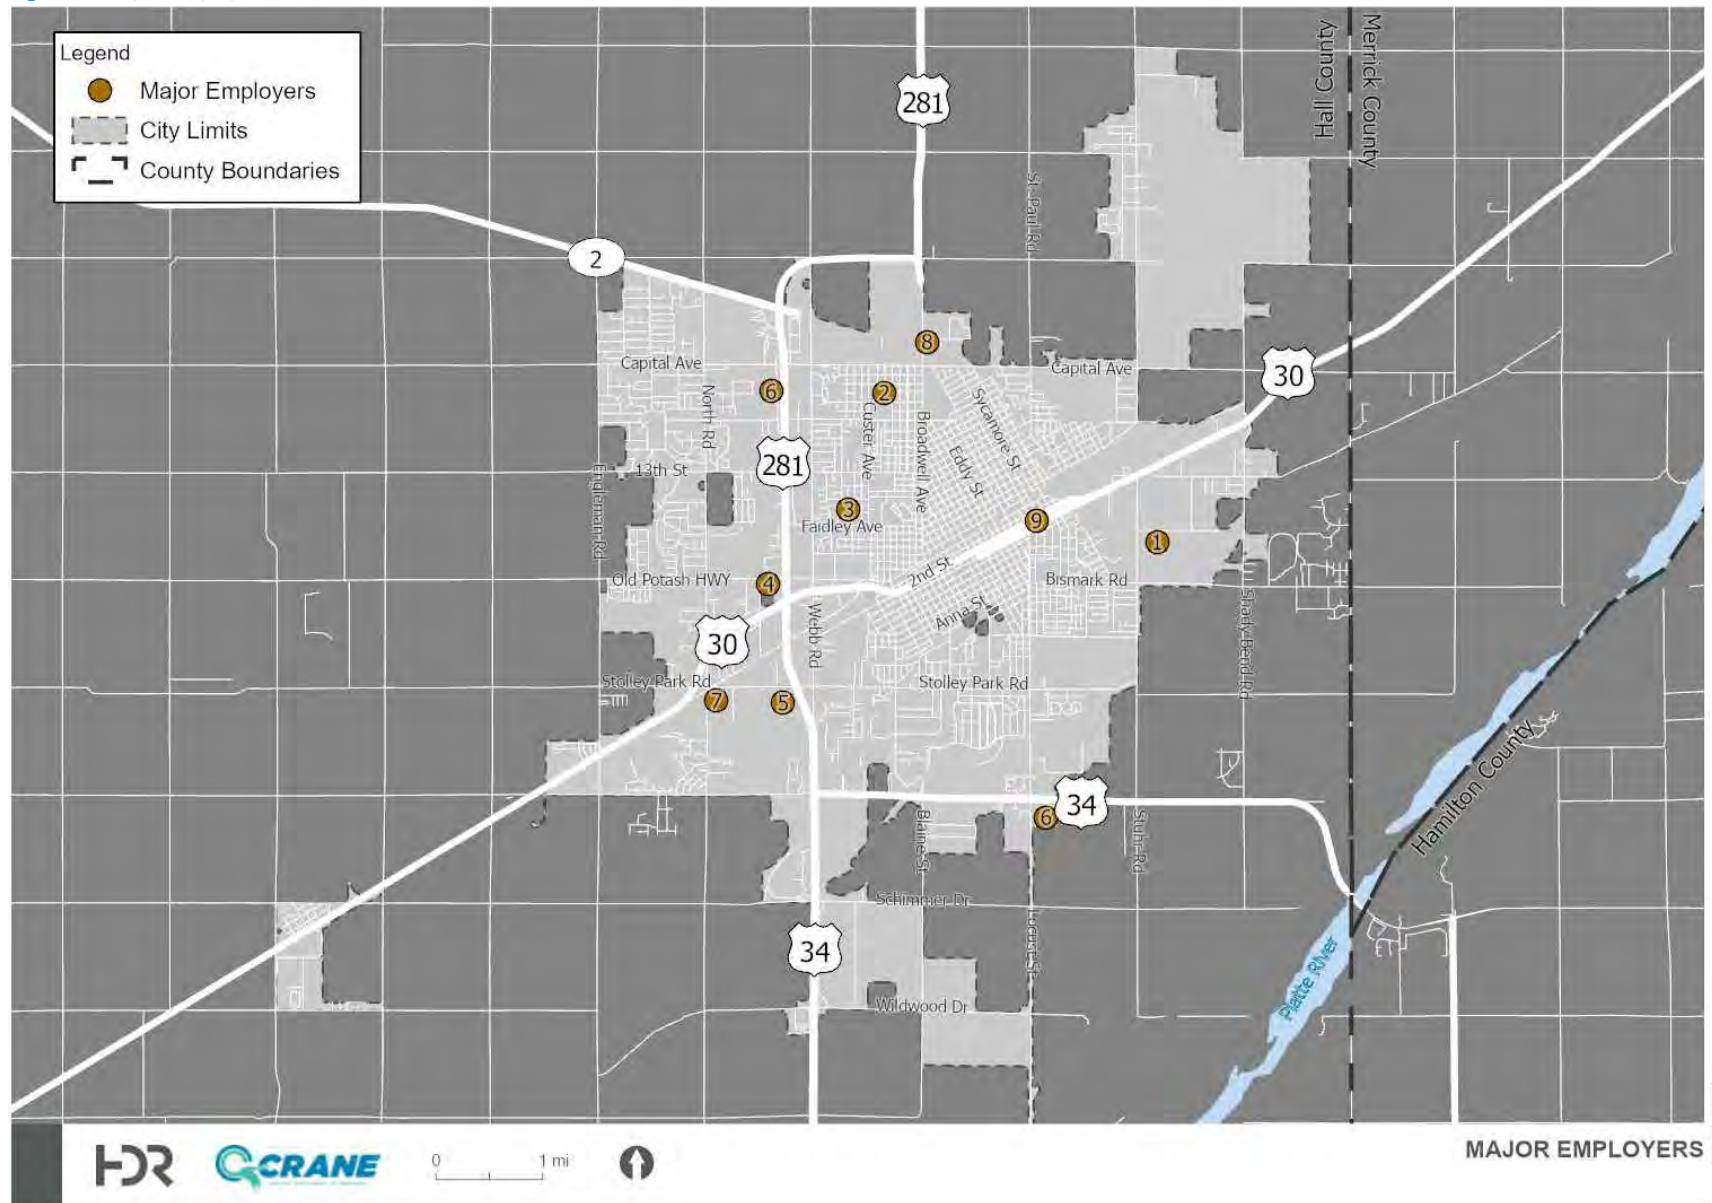 Legend
Major Employers
City Limits
County Boundaries
281
Hall County
Merrick County
St. Paul Rd
2
8
Capital Ave
Capital Ave
30
6
2
North Rd
Custer Ave
Broadwell Ave
Sycamore St
Eddy St
281
13th St
Engleman Rd
3
Faidley Ave
9
1
Old Potash HWY
4
2nd St
Bismark Rd
Anna St
Shady Bend Rd
30
Webb Rd
Stolley Park Rd
Stolley Park Rd
7
5
34
6
Blaine St
Stuhr Rd
Hamilton County
Schimmer Dr
Locust St
34
Platte River
Wildwood Dr
HDR
CRANE
0 1 mi
MAJOR EMPLOYERS